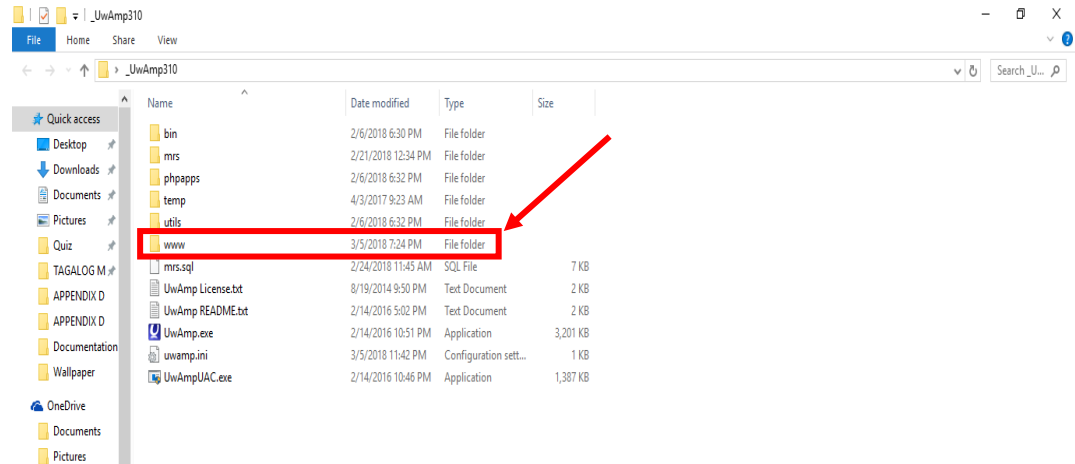 _UwAmp310
File Home Share View
_UwAmp310 Search _U...
Name Date modified Type Size
Quick access
Desktop
Downloads
Documents
Pictures
Quiz
TAGALOG M
APPENDIX D
APPENDIX D
Documentation
Wallpaper
OneDrive
Documents
Pictures
bin 2/6/2018 6:30 PM File folder
mrs 2/21/2018 12:34 PM File folder
phpapps 2/6/2018 6:32 PM File folder
temp 4/3/2017 9:23 AM File folder
utils 2/6/2018 6:32 PM File folder
www 3/5/2018 7:24 PM File folder
mrs.sql 2/24/2018 11:45 AM SQL File 7 KB
UwAmp License.txt 8/19/2014 9:50 PM Text Document 2 KB
UwAmp README.txt 2/14/2016 5:02 PM Text Document 2 KB
UwAmp.exe 2/14/2016 10:51 PM Application 3,201 KB
uwamp.ini 3/5/2018 11:42 PM Configuration sett... 1 KB
UwAmpUAC.exe 2/14/2016 10:46 PM Application 1,387 KB